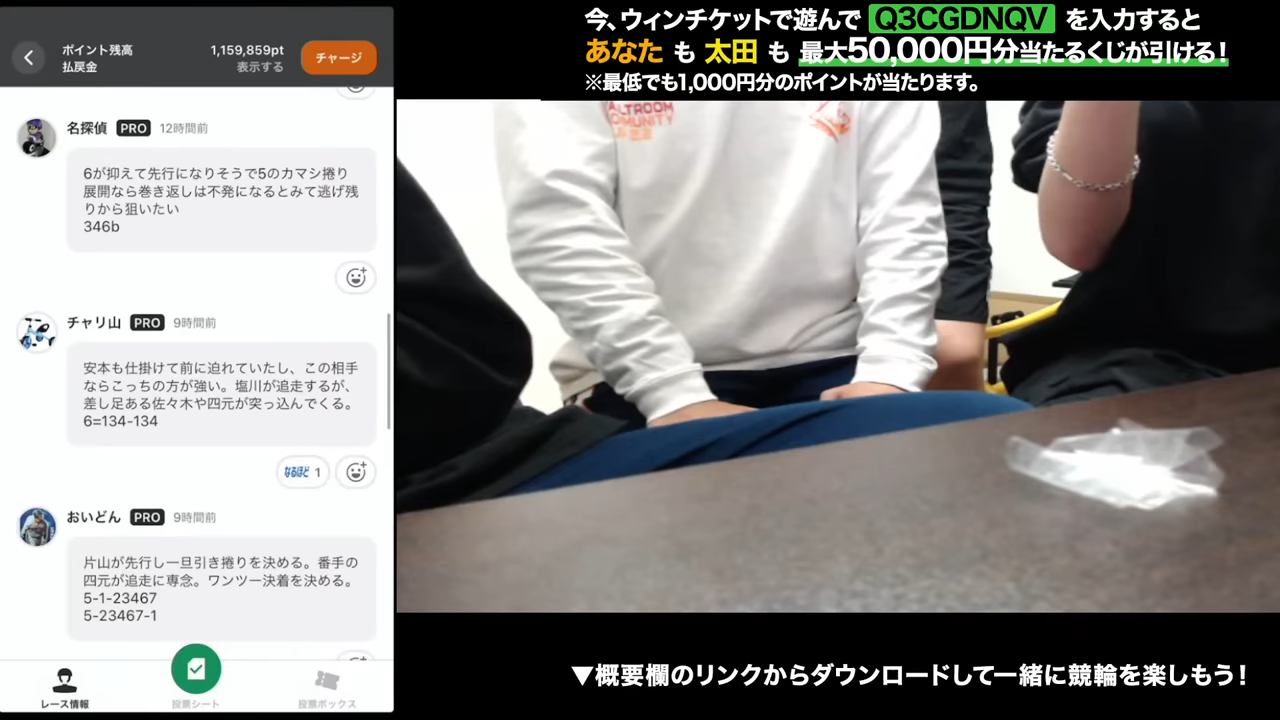 ポイント残高
払戻金
1,159,859pt
表示する
チャージ
名探偵 PRO 12時間前
6が抑えて先行になりそうで5のカマシ捲り
展開なら巻き返しは不発になるとみて逃げ残
りから狙いたい
346b
チャリ山 PRO 9時間前
安本も仕掛けて前に迫れていたし、この相手
ならこっちの方が強い。塩川が追走するが、
差し足ある佐々木や四元が突っ込んでくる。
6=134-134
なるほど 1
おいどん PRO 9時間前
片山が先行し一旦引き捲りを決める。番手の
四元が追走に専念。ワンツー決着を決める。
5-1-23467
5-23467-1
レース情報
投票シート
投票ボックス
今、ウィンチケットで遊んで Q3CGDNQV を入力すると
あなた も 太田 も 最大50,000円分当たるくじが引ける!
※最低でも1,000円分のポイントが当たります。
▼概要欄のリンクからダウンロードして一緒に競輪を楽しもう!